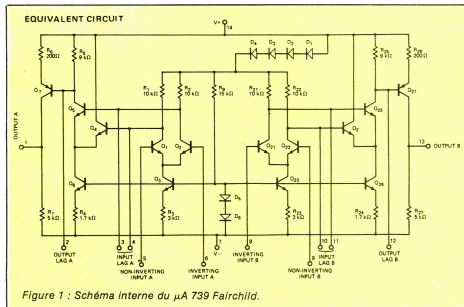 EQUIVALENT CIRCUIT
V+
14
D4 D3 D2 D1
R6
200Ω
R5
9 kΩ
R25
9 kΩ
R26
200Ω
R1
10 kΩ
R2
10 kΩ
R8
15 kΩ
R21
10 kΩ
R22
10 kΩ
Q7
Q5
Q4
Q1
Q2
Q21
Q22
Q2
Q25
Q27
OUTPUT A
1
13
OUTPUT B
Q6
Q3
D5
D6
Q23
Q26
R7
5 kΩ
R4
1.7 kΩ
R3
3 kΩ
R23
3 kΩ
R24
1.7 kΩ
R27
5 kΩ
2
OUTPUT
LAG A
3 4
INPUT
LAG A
5
NON-INVERTING
INPUT A
6
INVERTING
INPUT A
7
V−
8
INVERTING
INPUT B
9
NON-INVERTING
INPUT B
10 11
INPUT
LAG B
12
OUTPUT
LAG B
Figure 1 : Schéma interne du µA 739 Fairchild.